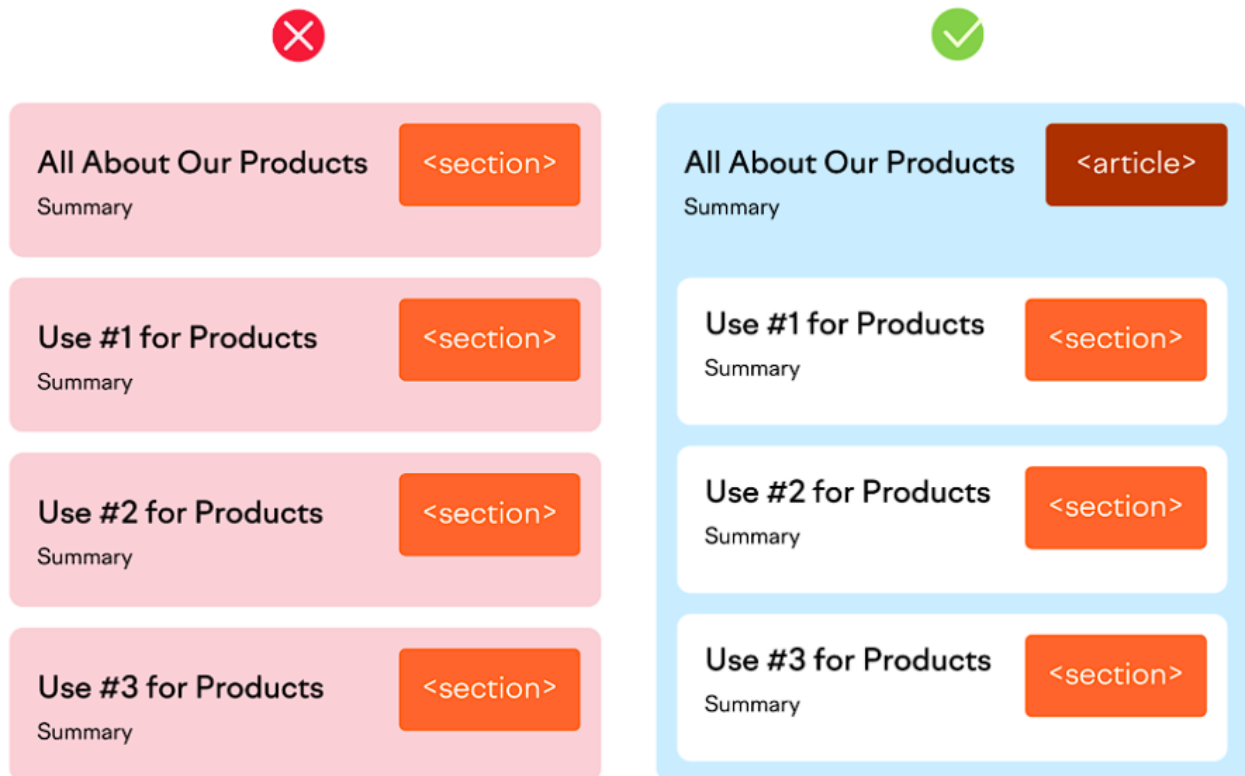 All About Our Products
<section>
Summary
Use #1 for Products
<section>
Summary
Use #2 for Products
<section>
Summary
Use #3 for Products
<section>
Summary
All About Our Products
<article>
Summary
Use #1 for Products
<section>
Summary
Use #2 for Products
<section>
Summary
Use #3 for Products
<section>
Summary